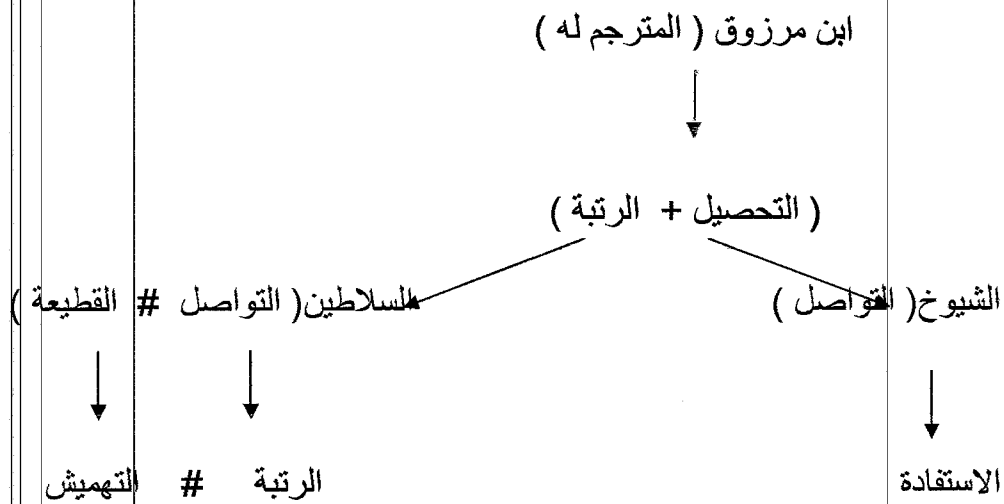 ابن مرزوق ( المترجم له )
( التحصيل + الرتبة )
الشيوخ( التواصل ) السلاطين( التواصل # القطيعة )
الاستفادة الرتبة # التهميش